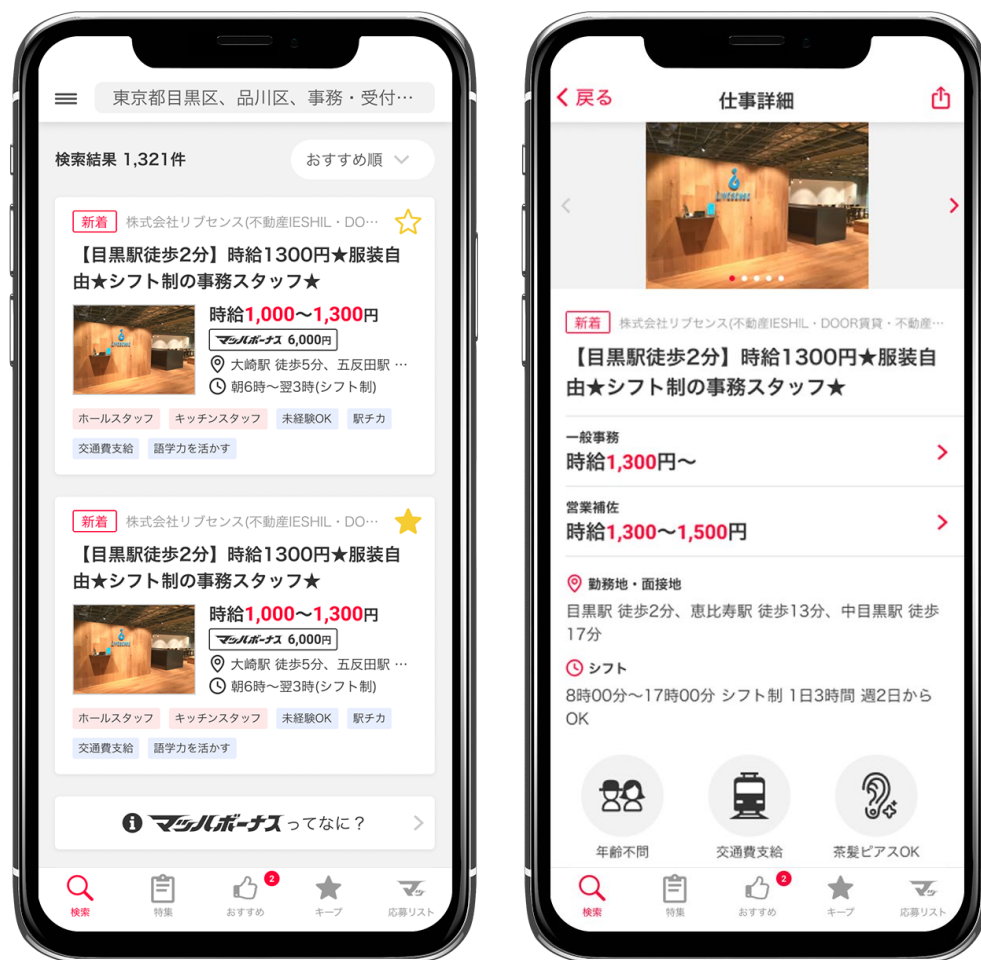 東京都目黒区、品川区、事務・受付…
検索結果 1,321件
おすすめ順
新着 株式会社リブセンス(不動産IESHIL・DO…
【目黒駅徒歩2分】時給1300円★服装自
由★シフト制の事務スタッフ★
LIVESENSE
時給1,000〜1,300円
マッハボーナス 6,000円
大崎駅 徒歩5分、五反田駅 …
朝6時〜翌3時(シフト制)
ホールスタッフ キッチンスタッフ 未経験OK 駅チカ
交通費支給 語学力を活かす
新着 株式会社リブセンス(不動産IESHIL・DO…
【目黒駅徒歩2分】時給1300円★服装自
由★シフト制の事務スタッフ★
LIVESENSE
時給1,000〜1,300円
マッハボーナス 6,000円
大崎駅 徒歩5分、五反田駅 …
朝6時〜翌3時(シフト制)
ホールスタッフ キッチンスタッフ 未経験OK 駅チカ
交通費支給 語学力を活かす
マッハボーナスってなに？
2
検索 特集 おすすめ キープ 応募リスト
マッハ
戻る 仕事詳細
LIVESENSE
新着 株式会社リブセンス(不動産IESHIL・DOOR賃貸・不動産…
【目黒駅徒歩2分】時給1300円★服装自
由★シフト制の事務スタッフ★
一般事務
時給1,300円〜
営業補佐
時給1,300〜1,500円
勤務地・面接地
目黒駅 徒歩2分、恵比寿駅 徒歩13分、中目黒駅 徒歩
17分
シフト
8時00分〜17時00分 シフト制 1日3時間 週2日から
OK
年齢不問 交通費支給 茶髪ピアスOK
2
マッハ
検索 特集 おすすめ キープ 応募リスト